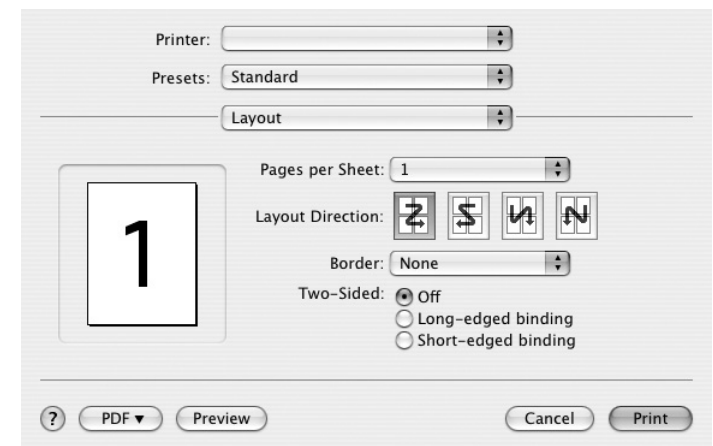 Printer:
Presets: Standard
Layout
Pages per Sheet: 1
Layout Direction:
1
Border: None
Two-Sided: Off
Long-edged binding
Short-edged binding
? PDF▼ Preview Cancel Print